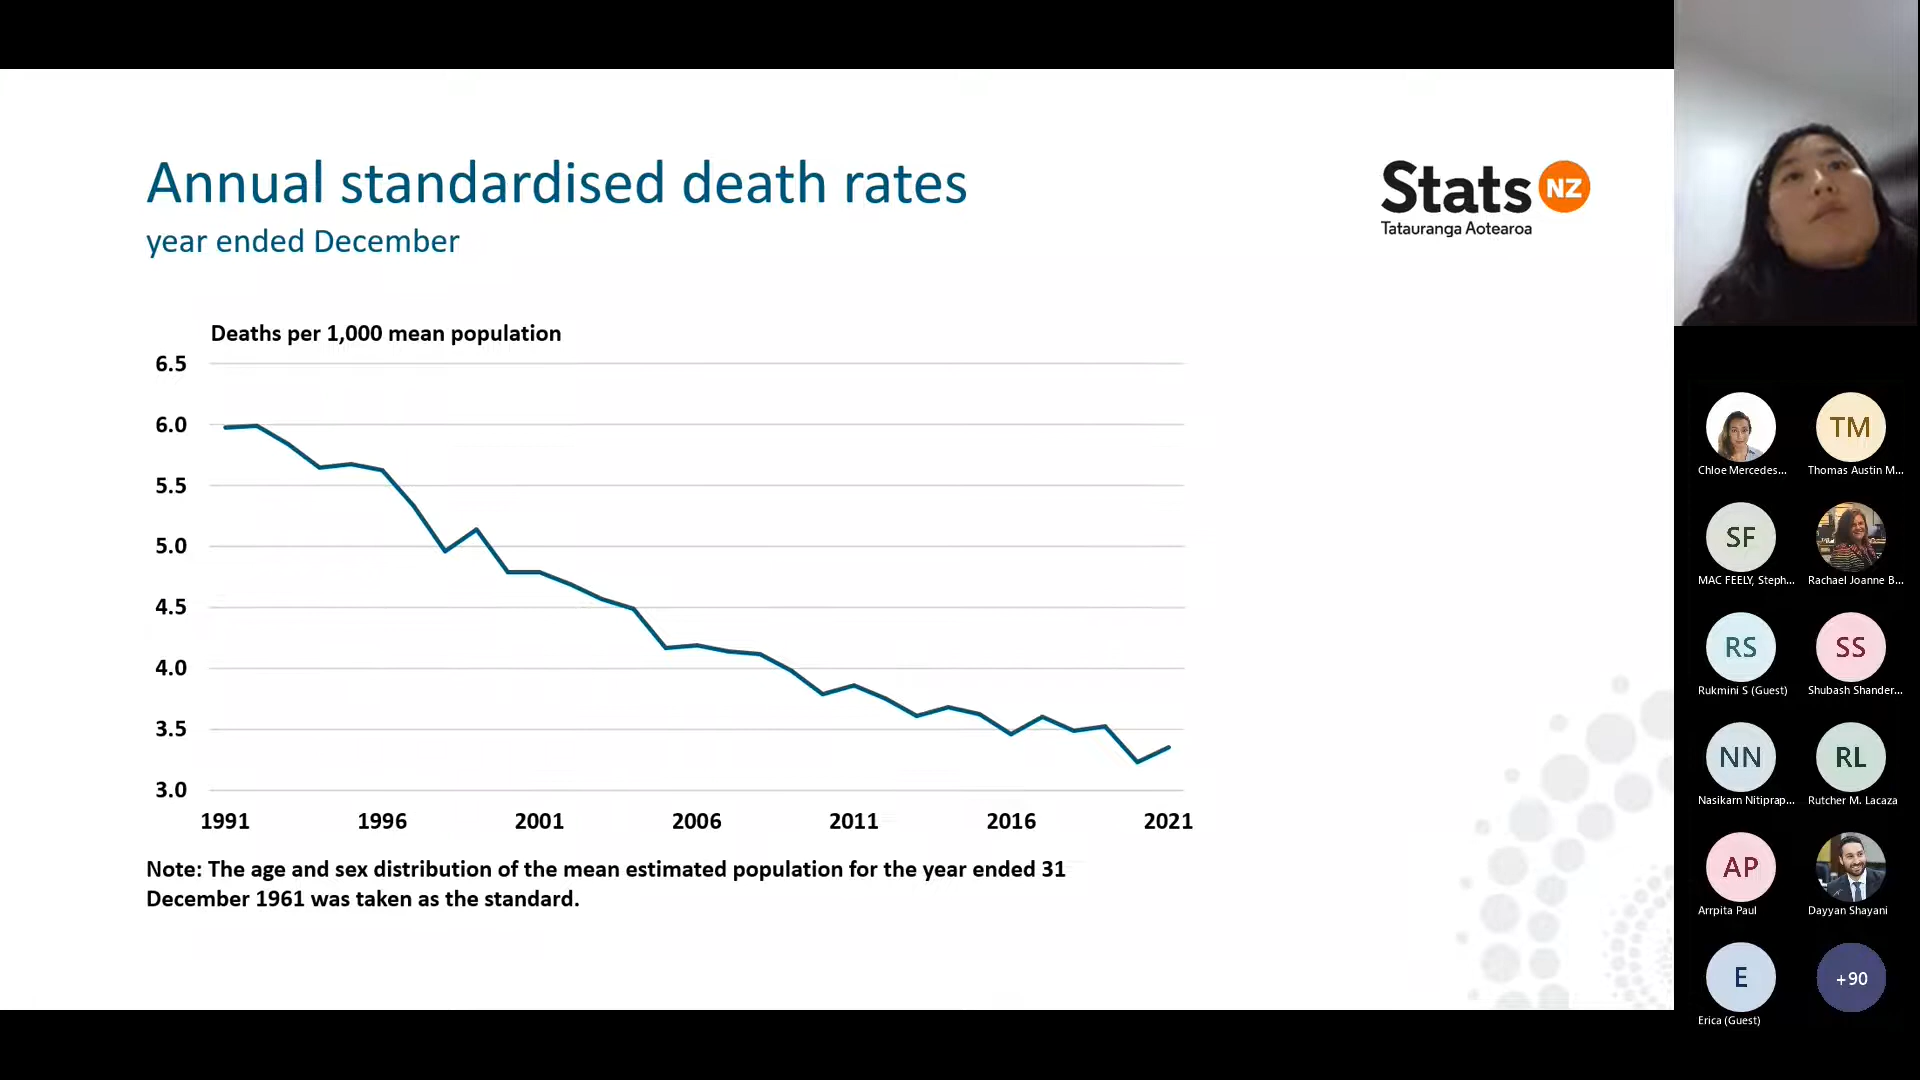 Annual standardised death rates
year ended December
Stats NZ
Tatauranga Aotearoa
Deaths per 1,000 mean population
6.5
6.0
5.5
5.0
4.5
4.0
3.5
3.0
1991 1996 2001 2006 2011 2016 2021
Note: The age and sex distribution of the mean estimated population for the year ended 31
December 1961 was taken as the standard.
TM
Chloe Mercedes... Thomas Austin M...
SF
MAC FEELY, Steph... Rachael Joanne B...
RS SS
Rukmini S (Guest) Shubash Shander...
NN RL
Nasikarn Nitiprap... Rutcher M. Lacaza
AP
Arrpita Paul Dayyan Shayani
E +90
Erica (Guest)